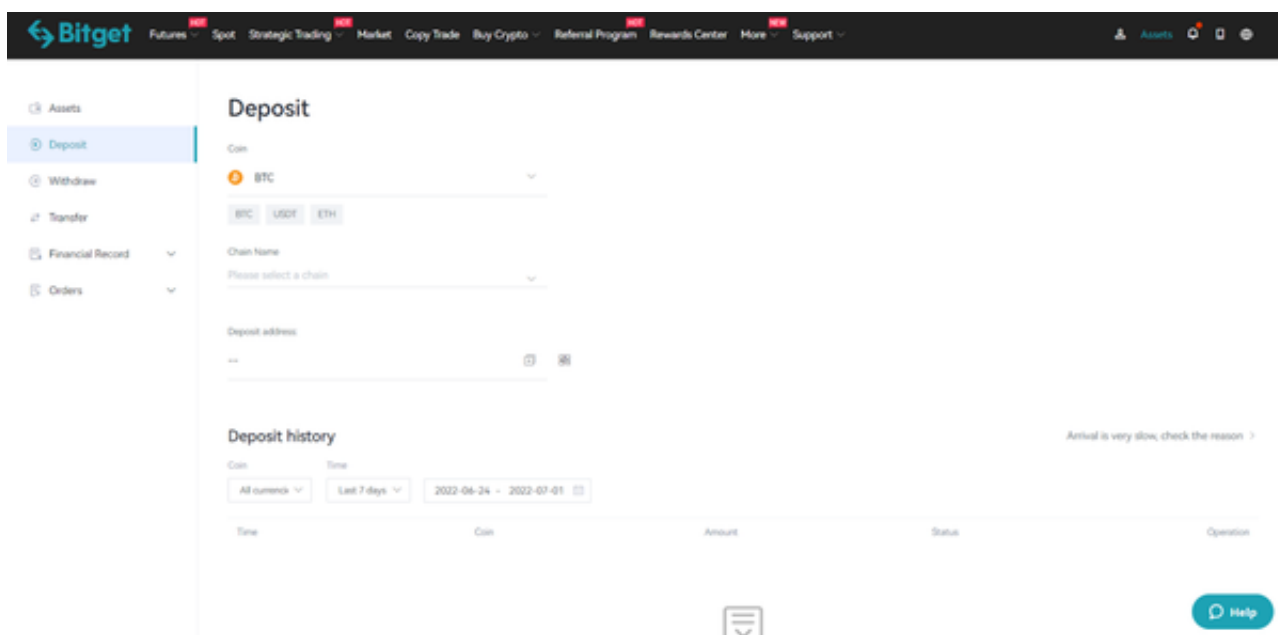 HOT HOT HOT NEW
Bitget Futures Spot Strategic Trading Market Copy Trade Buy Crypto Referral Program Rewards Center More Support Assets
Assets
Deposit
Withdraw
Transfer
Financial Record
Orders
Deposit
Coin
BTC
BTC USDT ETH
Chain Name
Please select a chain
Deposit address
--
Deposit history Arrival is very slow, check the reason >
Coin Time
All currencie Last 7 days 2022-06-24 - 2022-07-01
Time Coin Amount Status Operation
Help